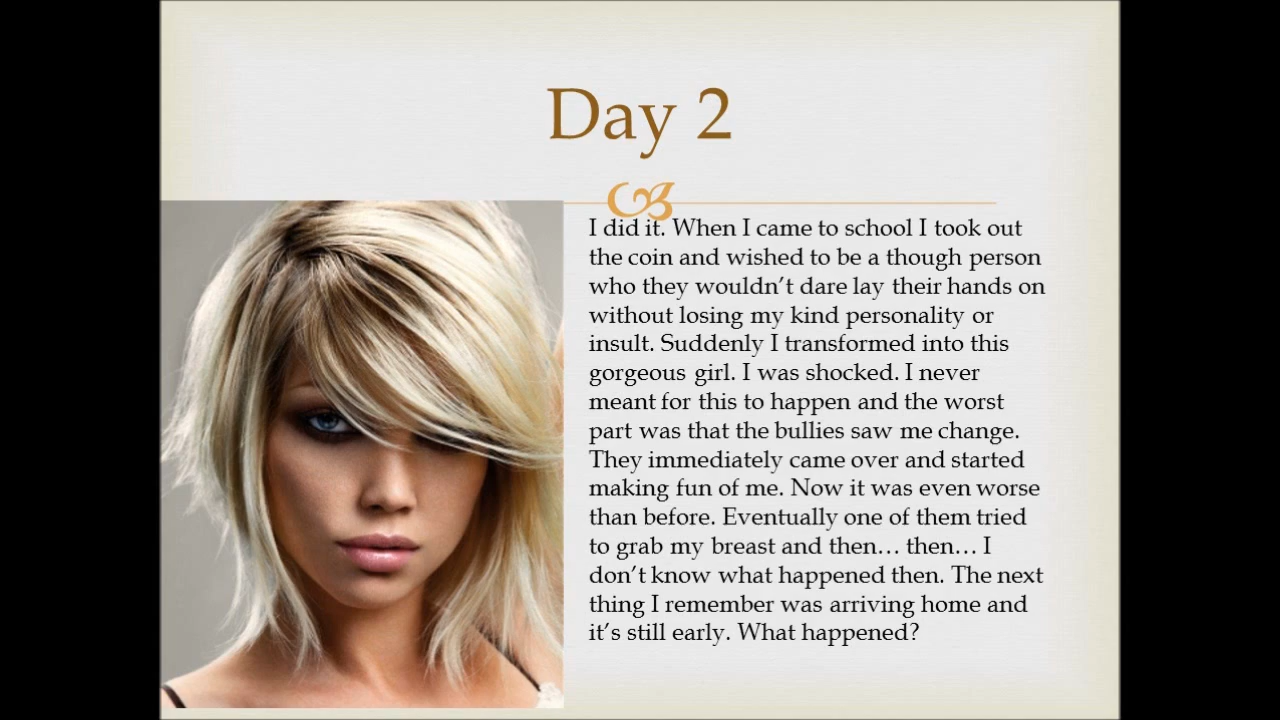 Day 2
I did it. When I came to school I took out
the coin and wished to be a though person
who they wouldn’t dare lay their hands on
without losing my kind personality or
insult. Suddenly I transformed into this
gorgeous girl. I was shocked. I never
meant for this to happen and the worst
part was that the bullies saw me change.
They immediately came over and started
making fun of me. Now it was even worse
than before. Eventually one of them tried
to grab my breast and then… then… I
don’t know what happened then. The next
thing I remember was arriving home and
it’s still early. What happened?